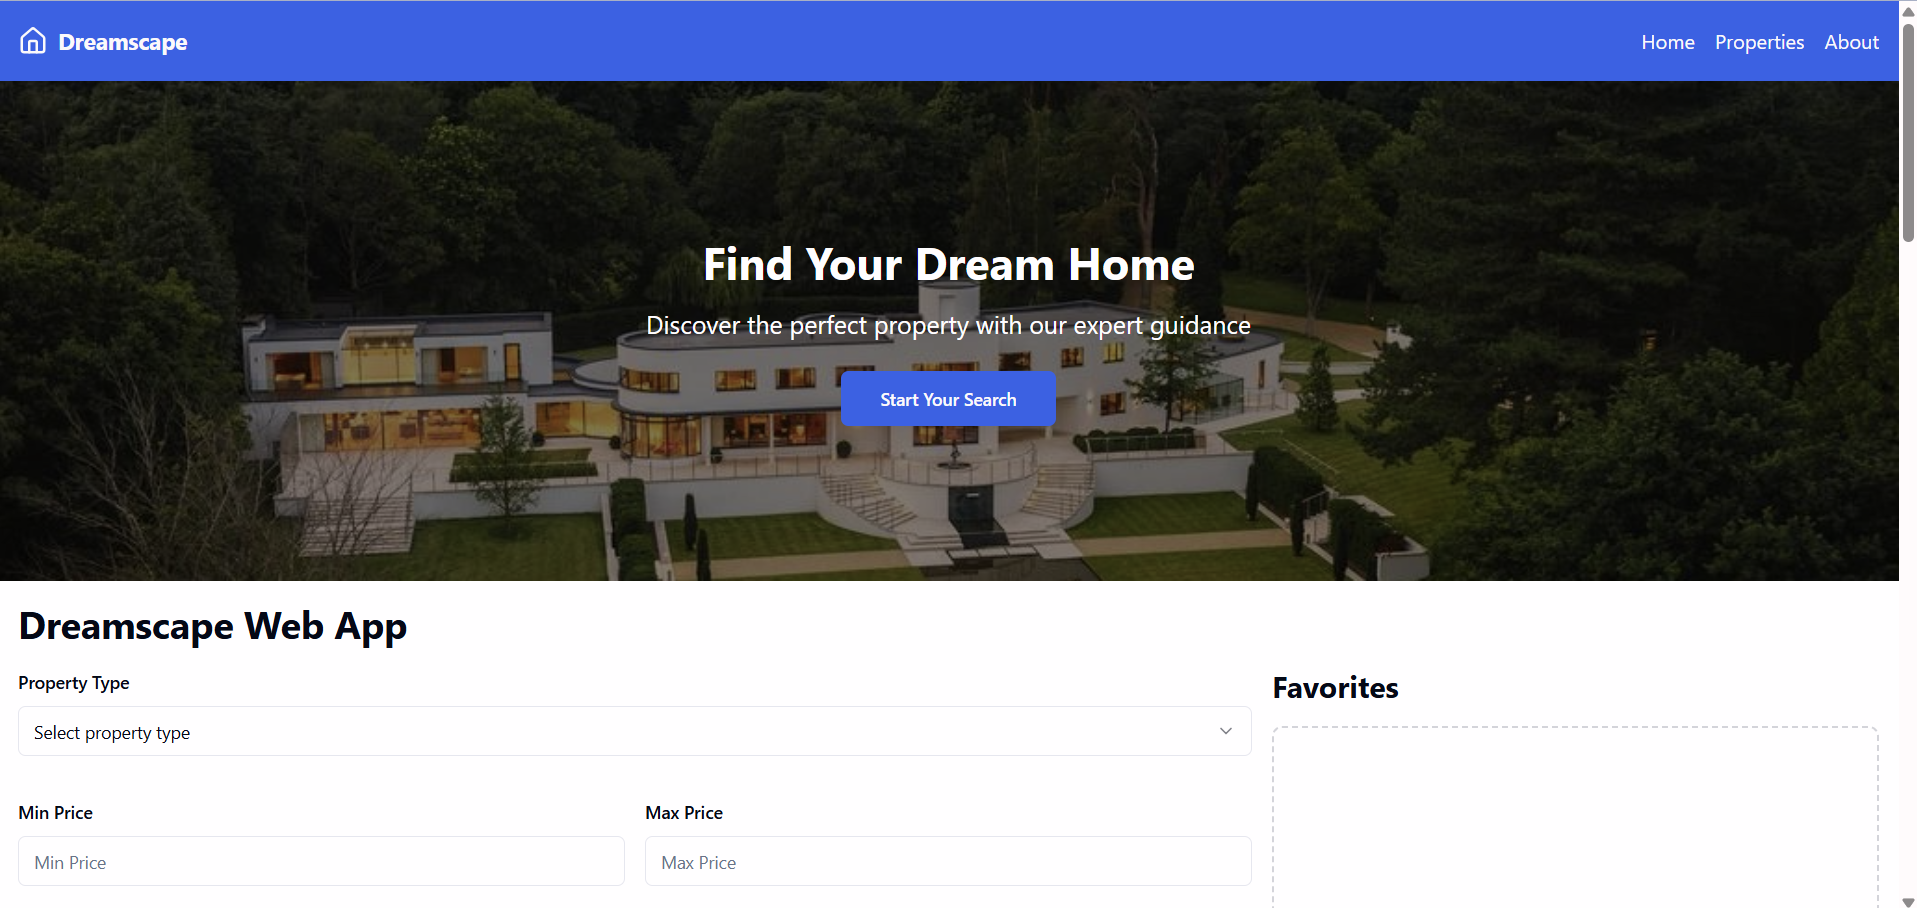 Dreamscape
Home Properties About
Find Your Dream Home
Discover the perfect property with our expert guidance
Start Your Search
Dreamscape Web App
Property Type
Select property type
Min Price
Min Price
Max Price
Max Price
Favorites